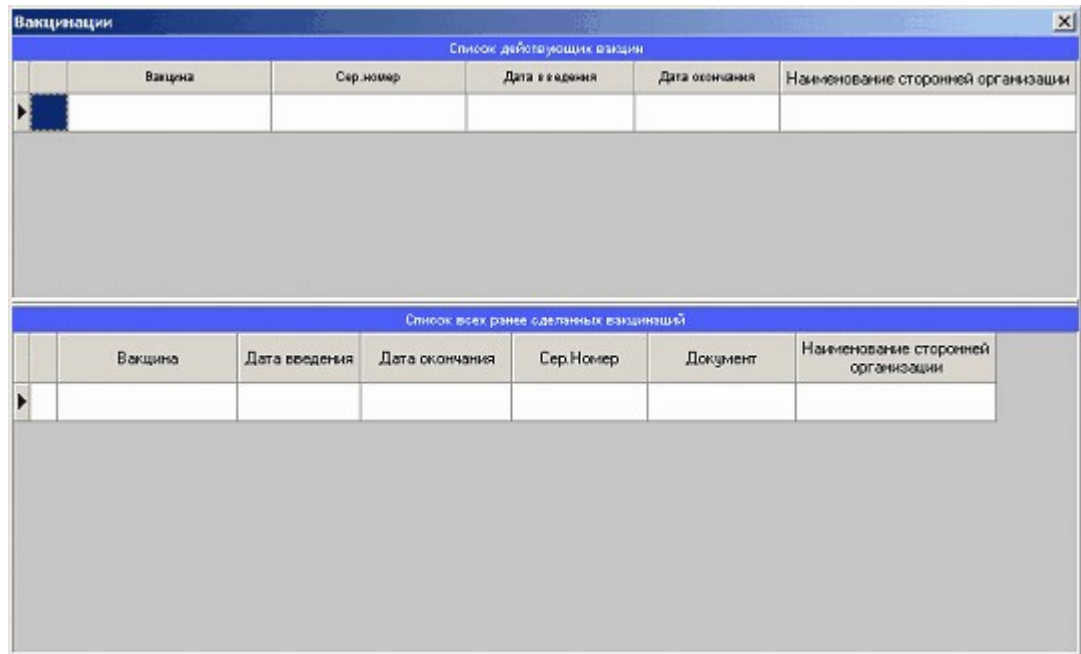 Вакцинации
Список действующих вакцин
Вакцина Сер.номер Дата введения Дата окончания Наименование сторонней организации
Список всех ранее сделанных вакцинаций
Вакцина Дата введения Дата окончания Сер.Номер Документ Наименование сторонней
организации